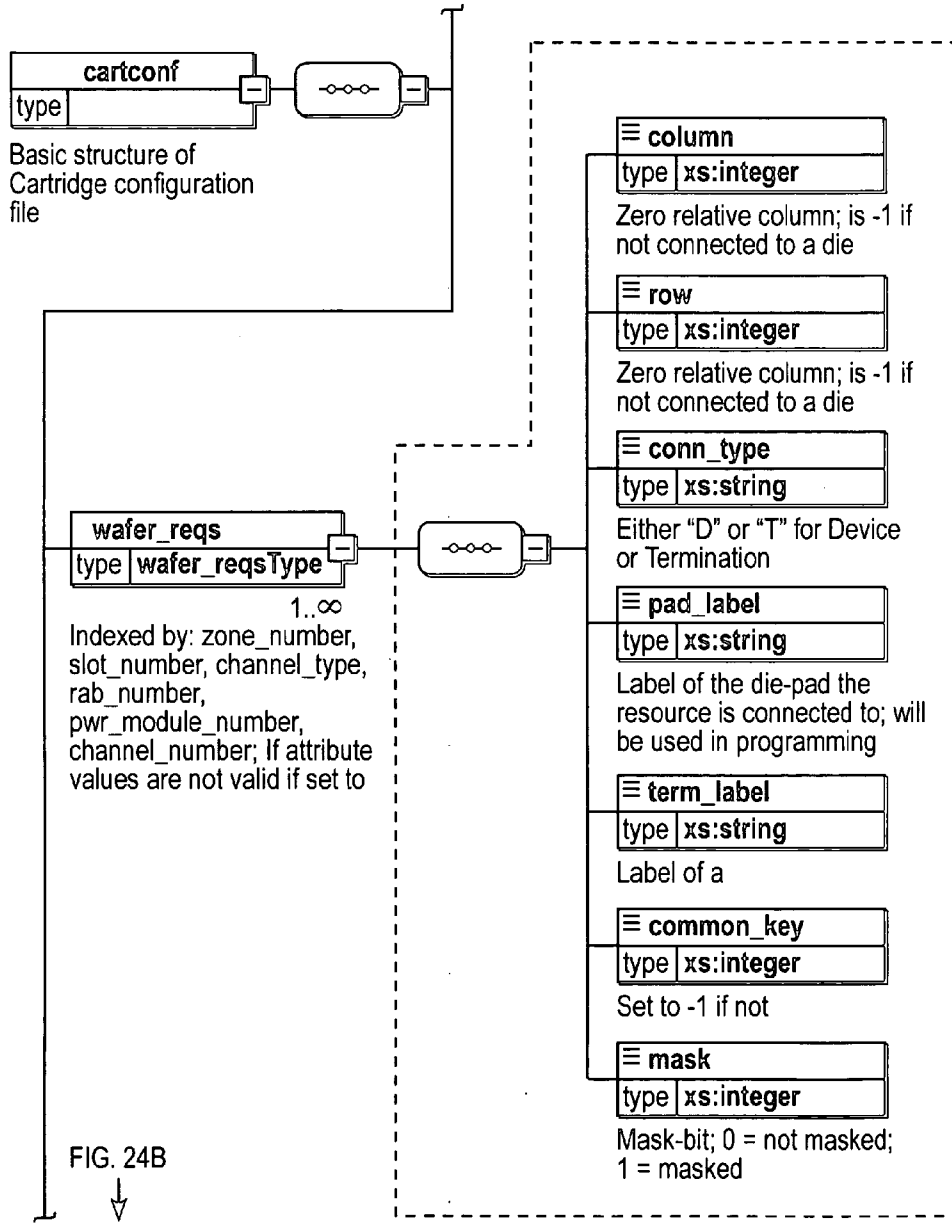 cartconf
type
Basic structure of
Cartridge configuration
file
≡ column
type xs:integer
Zero relative column; is -1 if
not connected to a die
≡ row
type xs:integer
Zero relative column; is -1 if
not connected to a die
≡ conn_type
type xs:string
Either “D” or “T” for Device
or Termination
wafer_reqs
type wafer_reqsType
1..∞
Indexed by: zone_number,
slot_number, channel_type,
rab_number,
pwr_module_number,
channel_number; If attribute
values are not valid if set to
≡ pad_label
type xs:string
Label of the die-pad the
resource is connected to; will
be used in programming
≡ term_label
type xs:string
Label of a
≡ common_key
type xs:integer
Set to -1 if not
≡ mask
type xs:integer
Mask-bit; 0 = not masked;
1 = masked
FIG. 24B